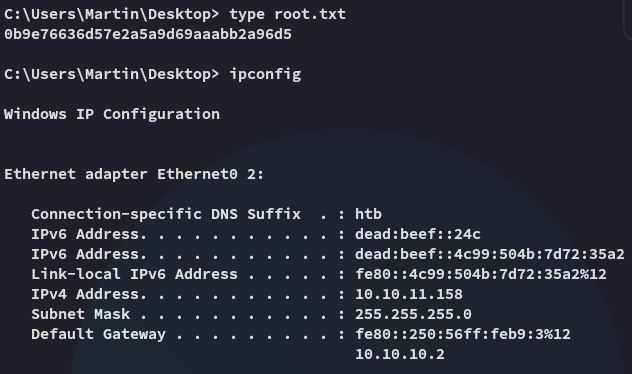 C:\Users\Martin\Desktop> type root.txt
0b9e76636d57e2a5a9d69aaabb2a96d5
C:\Users\Martin\Desktop> ipconfig
Windows IP Configuration
Ethernet adapter Ethernet0 2:
Connection-specific DNS Suffix  . : htb
IPv6 Address. . . . . . . . . . . : dead:beef::24c
IPv6 Address. . . . . . . . . . . : dead:beef::4c99:504b:7d72:35a2
Link-local IPv6 Address . . . . . : fe80::4c99:504b:7d72:35a2%12
IPv4 Address. . . . . . . . . . . : 10.10.11.158
Subnet Mask . . . . . . . . . . . : 255.255.255.0
Default Gateway . . . . . . . . . : fe80::250:56ff:feb9:3%12
10.10.10.2